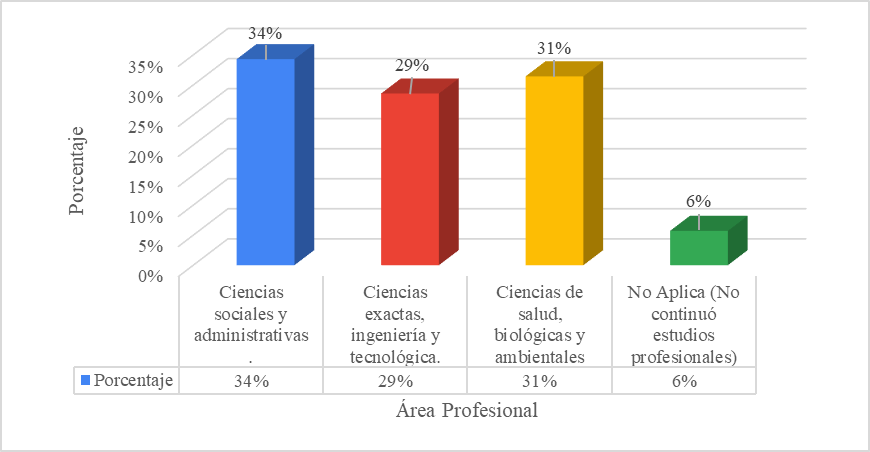 34%
29%
31%
6%
35%
30%
25%
20%
15%
10%
5%
0%
Porcentaje
Ciencias
sociales y
administrativas
.
Ciencias
exactas,
ingeniería y
tecnológica.
Ciencias de
salud,
biológicas y
ambientales
No Aplica (No
continuó
estudios
profesionales)
Porcentaje 34% 29% 31% 6%
Área Profesional